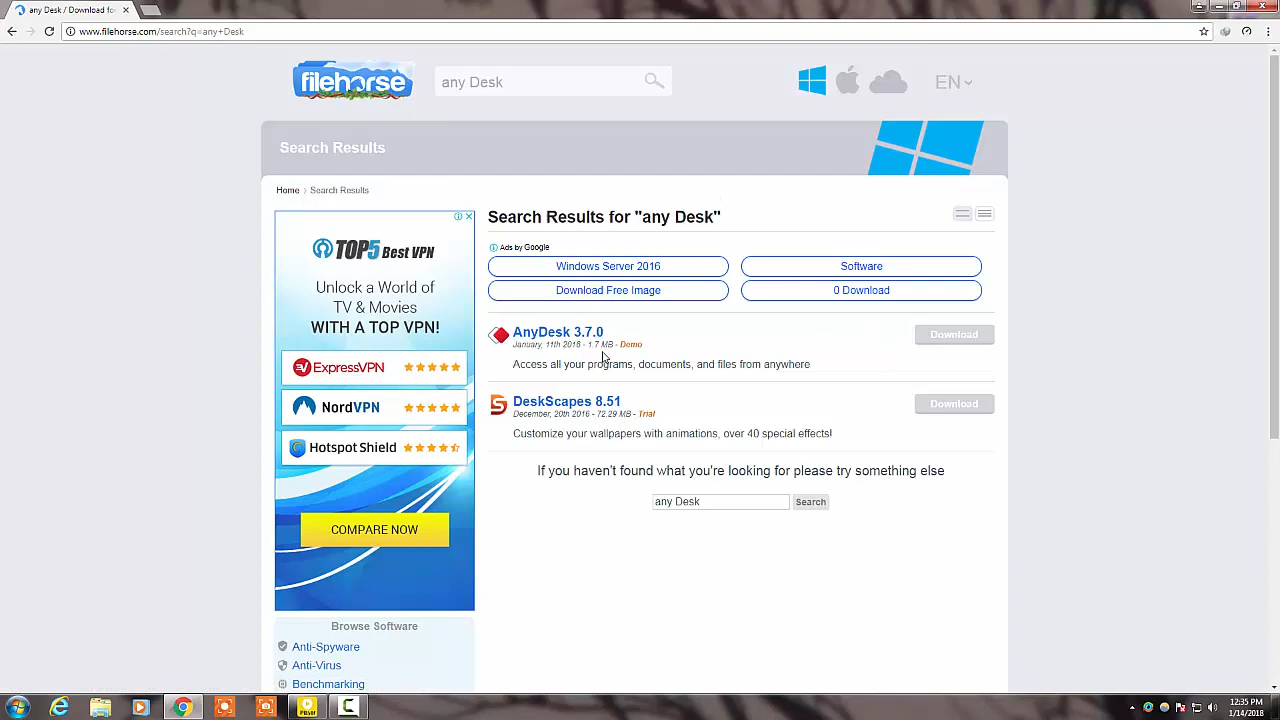 any Desk / Download for
www.filehorse.com/search?q=any+Desk
filehorse
any Desk
EN
Search Results
Home › Search Results
TOP5 BEST VPN
Unlock a World of
TV & Movies
WITH A TOP VPN!
ExpressVPN
NordVPN
Hotspot Shield
COMPARE NOW
Browse Software
Anti-Spyware
Anti-Virus
Benchmarking
Search Results for "any Desk"
Ads by Google
Windows Server 2016
Software
Download Free Image
0 Download
AnyDesk 3.7.0
Download
January, 11th 2018 - 1.7 MB - Demo
Access all your programs, documents, and files from anywhere
DeskScapes 8.51
Download
December, 20th 2016 - 72.29 MB - Trial
Customize your wallpapers with animations, over 40 special effects!
If you haven't found what you're looking for please try something else
any Desk
Search
12:35 PM
1/14/2018